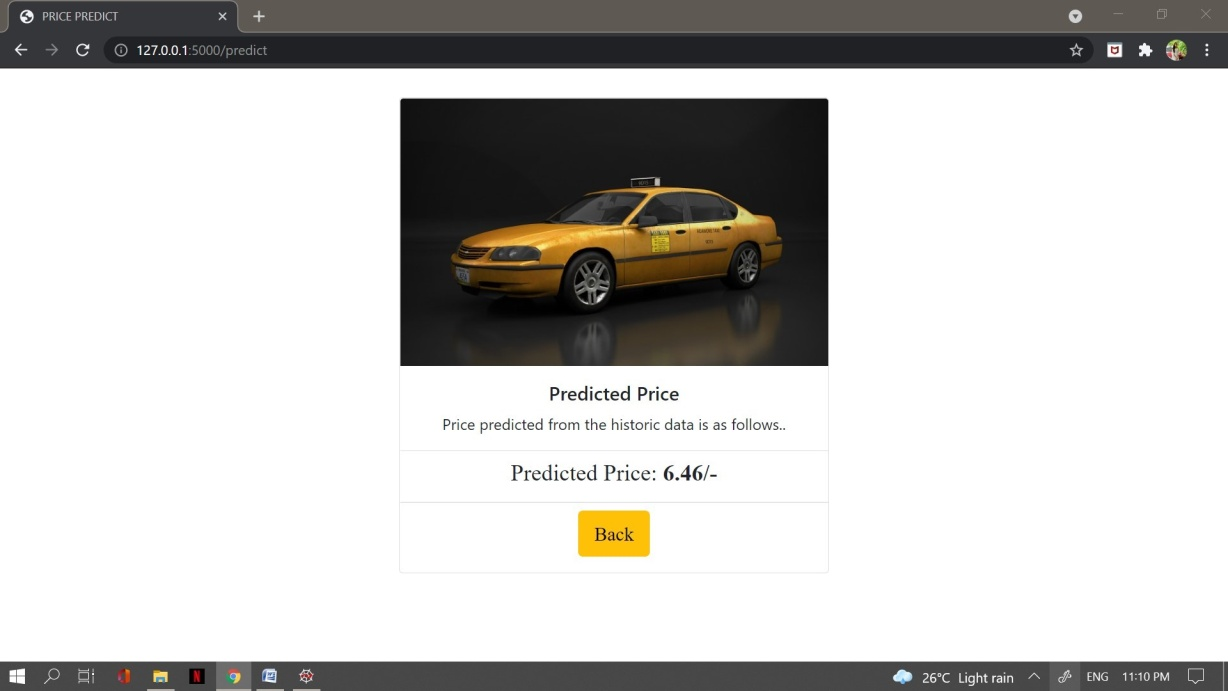 PRICE PREDICT
127.0.0.1:5000/predict
Predicted Price
Price predicted from the historic data is as follows..
Predicted Price: 6.46/-
Back
26°C Light rain
ENG
11:10 PM